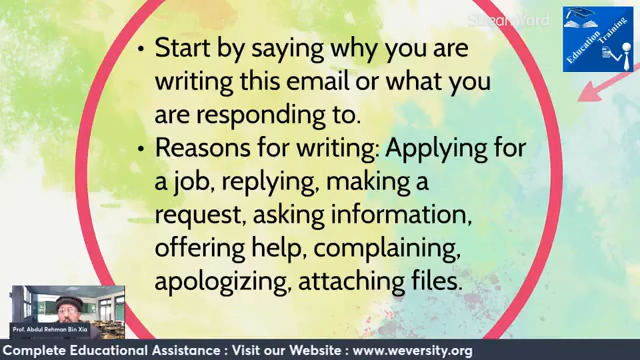 • Start by saying why you are
writing this email or what you
are responding to.
• Reasons for writing: Applying for
a job, replying, making a
request, asking information,
offering help, complaining,
apologizing, attaching files.
Education
Training
Prof. Abdul Rehman Bin Xia
Complete Educational Assistance : Visit our Website : www.weversity.org